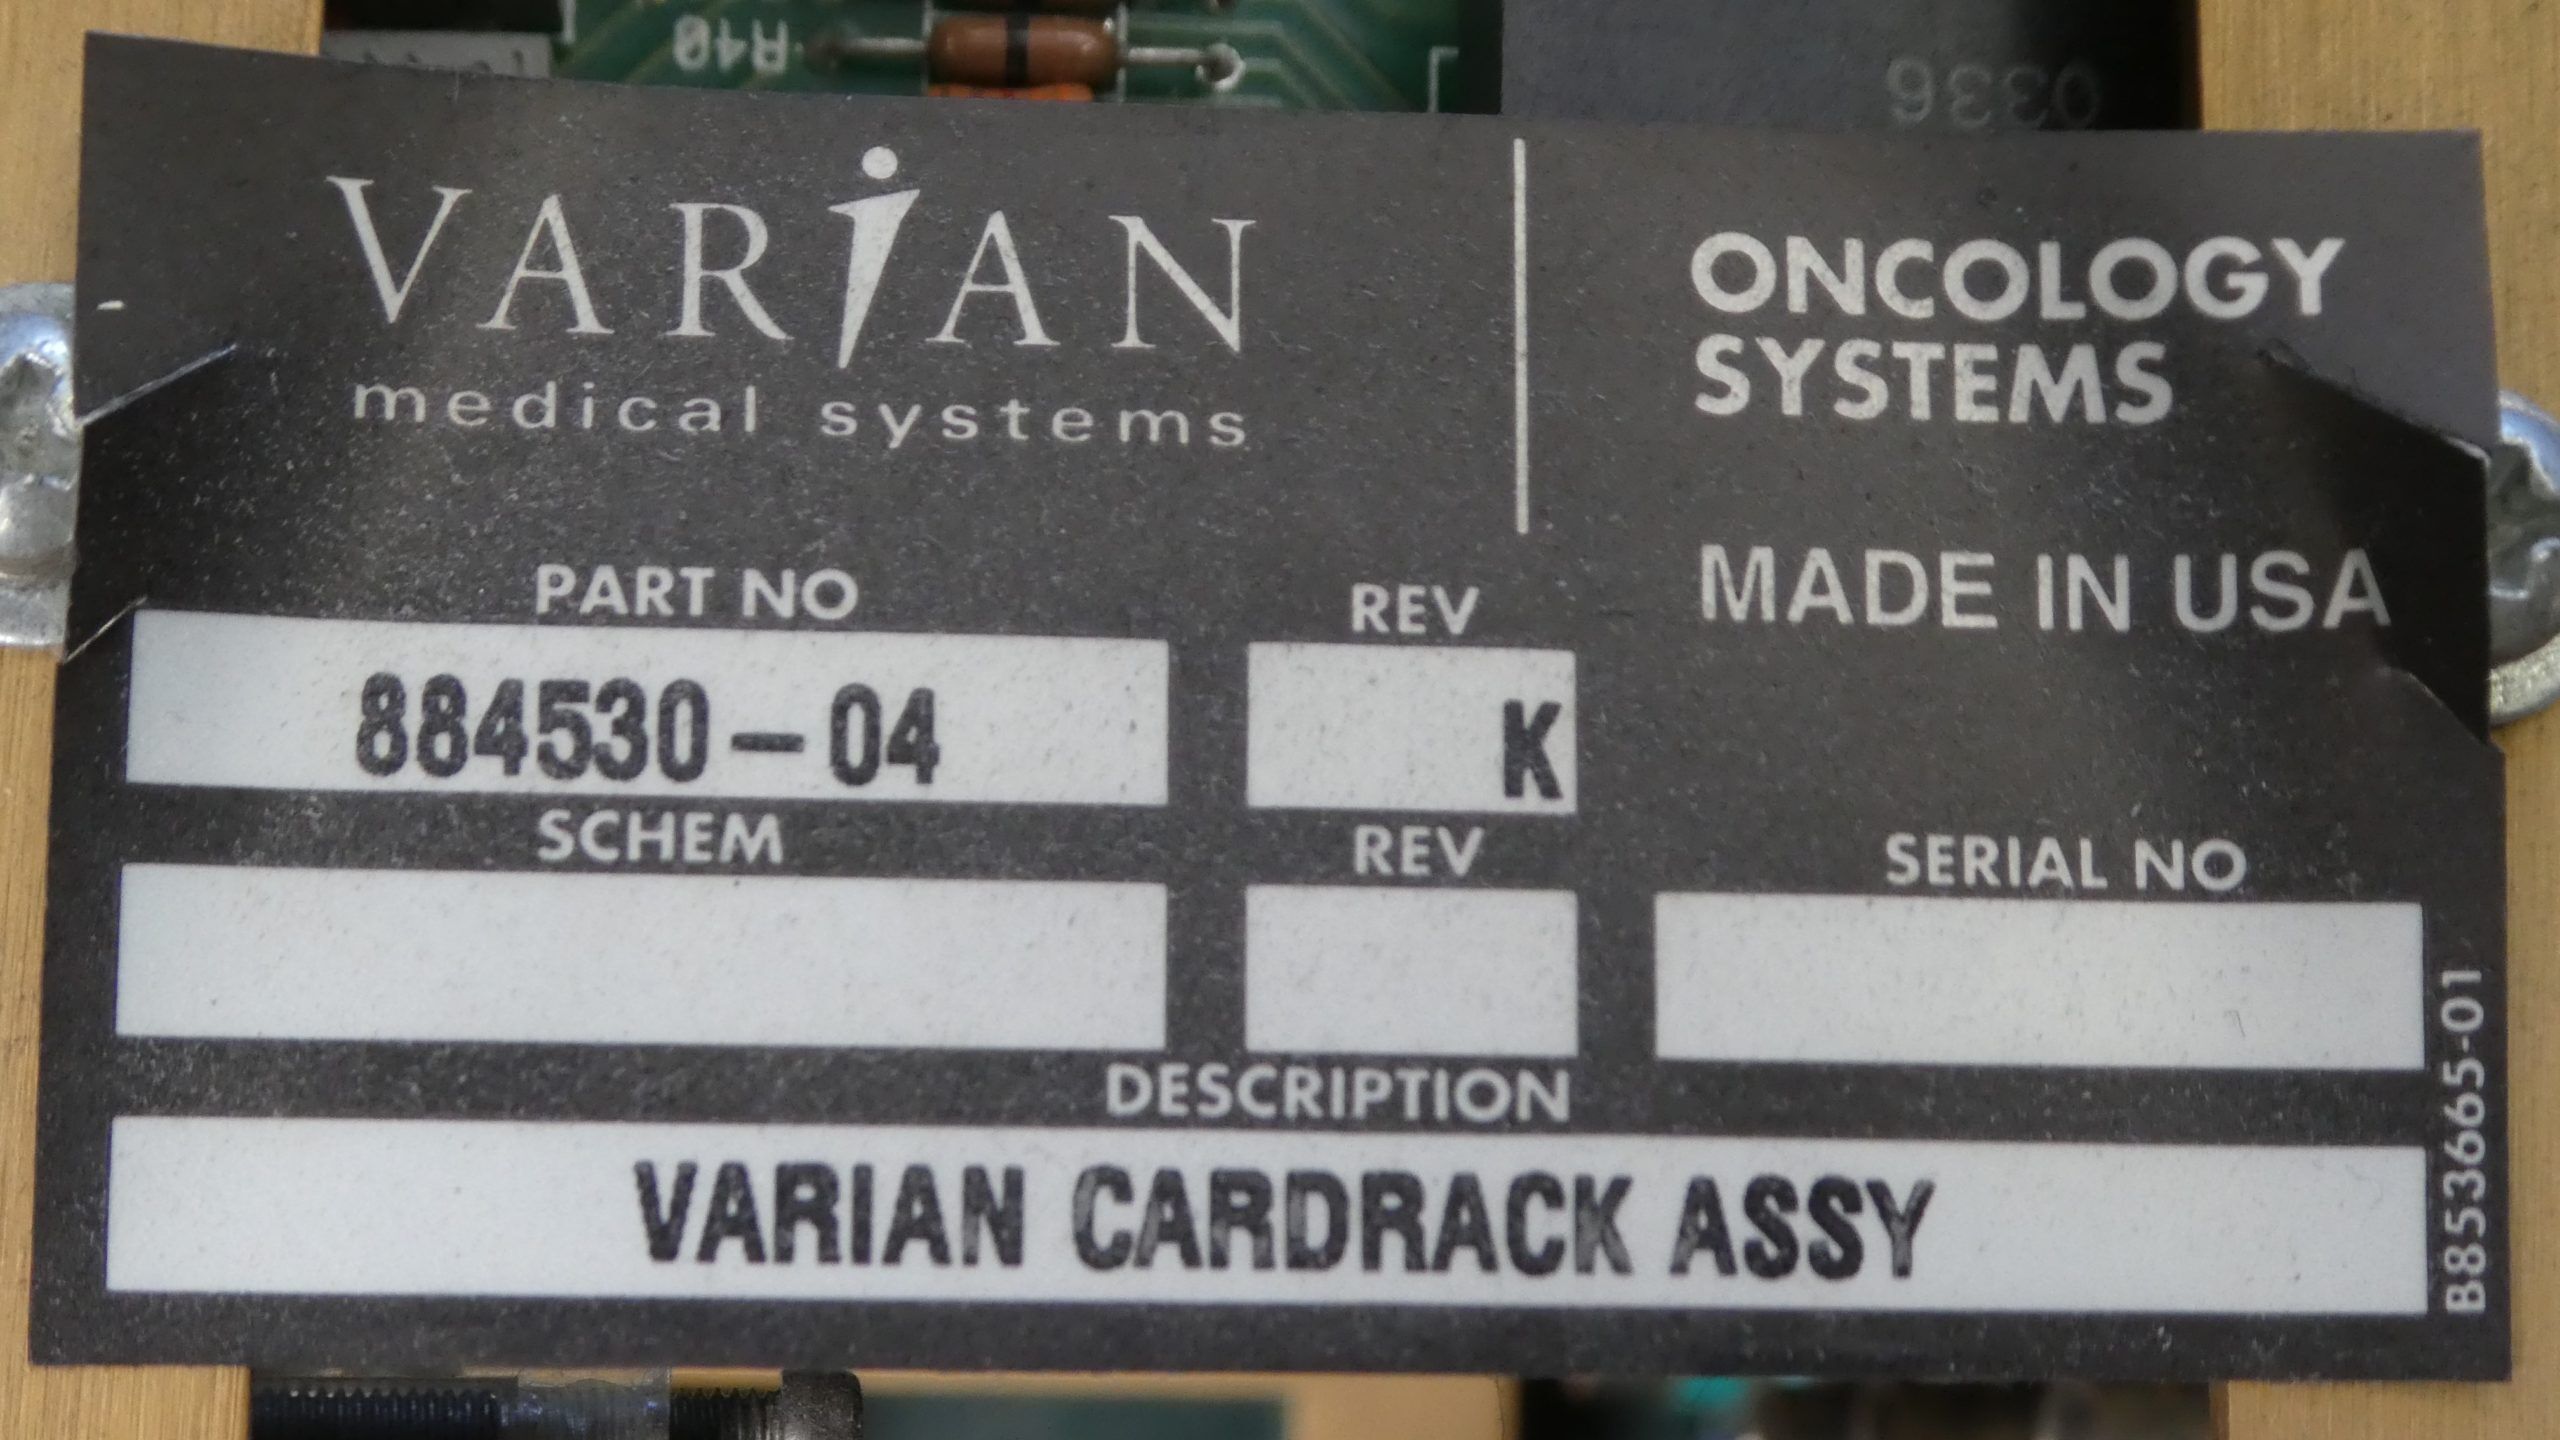 R40
0336
VARiAN
medical systems
ONCOLOGY
SYSTEMS
MADE IN USA
PART NO
REV
884530-04
K
SCHEM
REV
SERIAL NO
DESCRIPTION
VARIAN CARDRACK ASSY
B853665-01